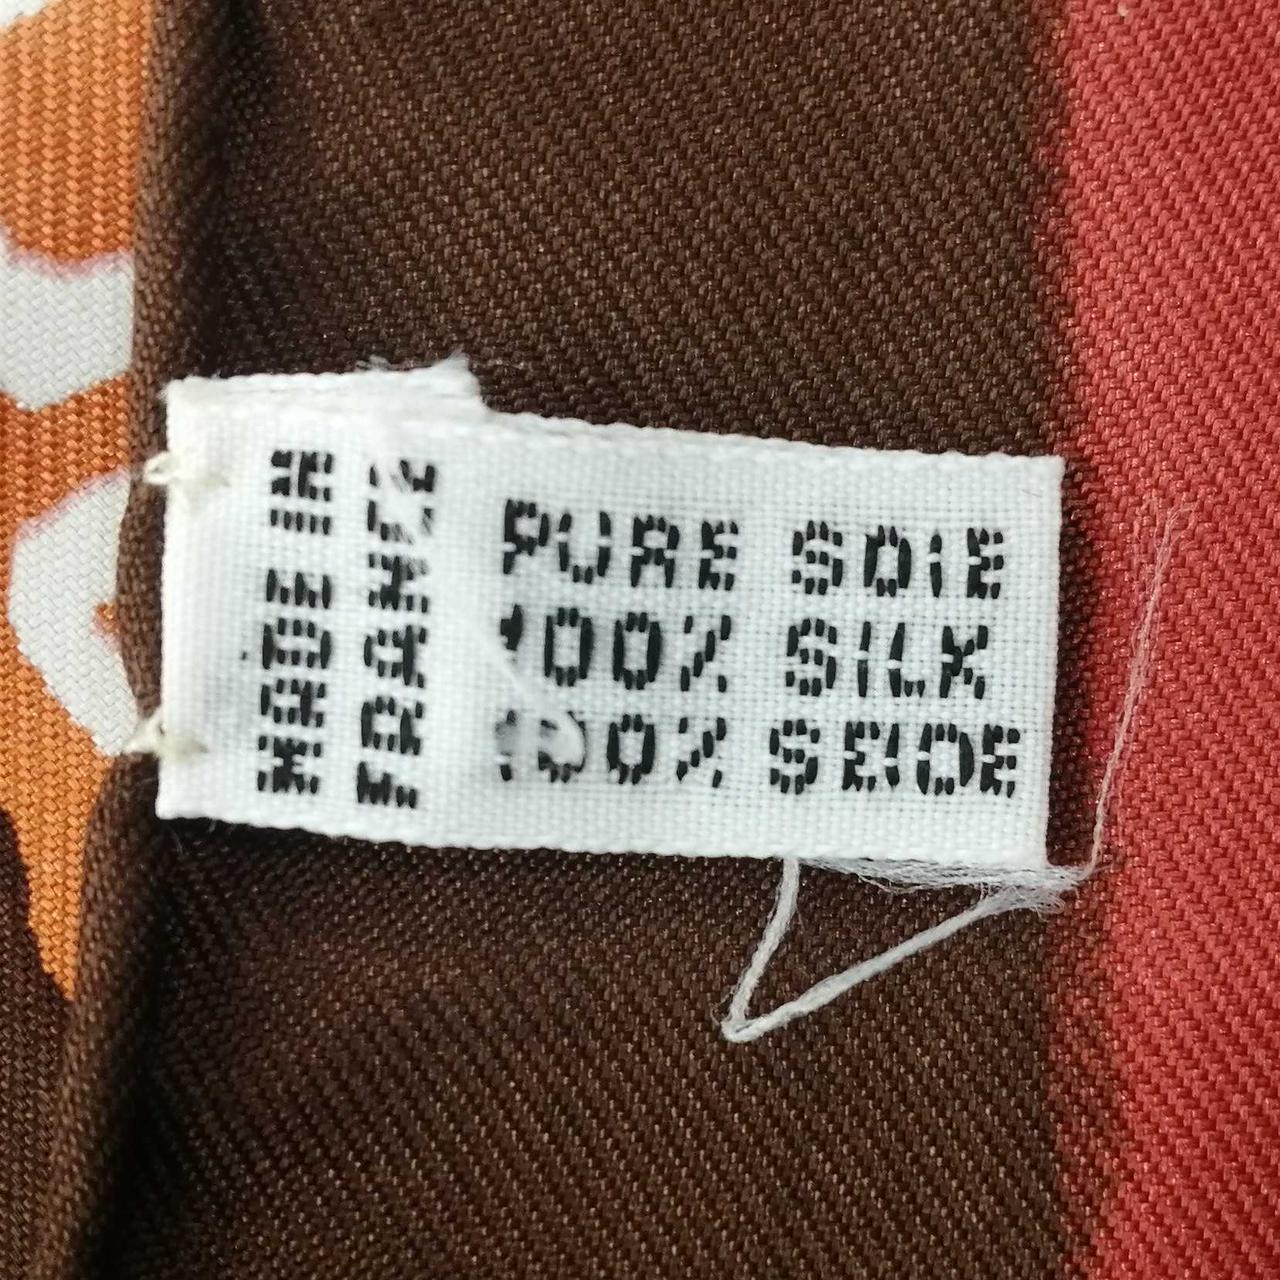 MADE IN
FRANCE
PURE SOIE
100% SILK
100% SEIDE